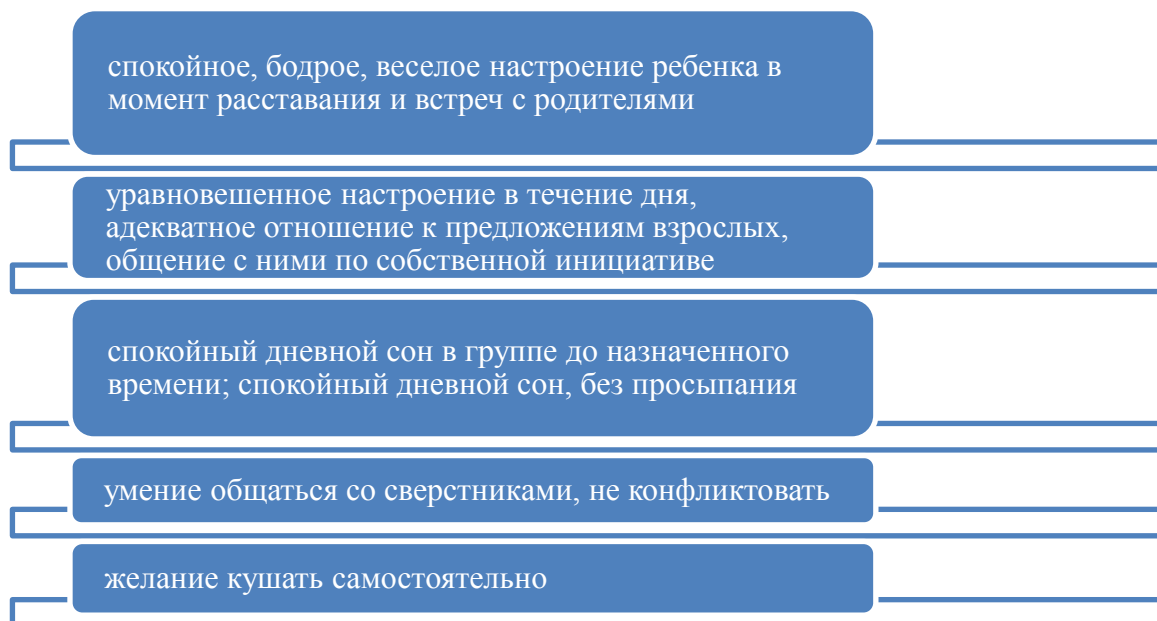 спокойное, бодрое, веселое настроение ребенка в
момент расставания и встреч с родителями
уравновешенное настроение в течение дня,
адекватное отношение к предложениям взрослых,
общение с ними по собственной инициативе
спокойный дневной сон в группе до назначенного
времени; спокойный дневной сон, без просыпания
умение общаться со сверстниками, не конфликтовать
желание кушать самостоятельно